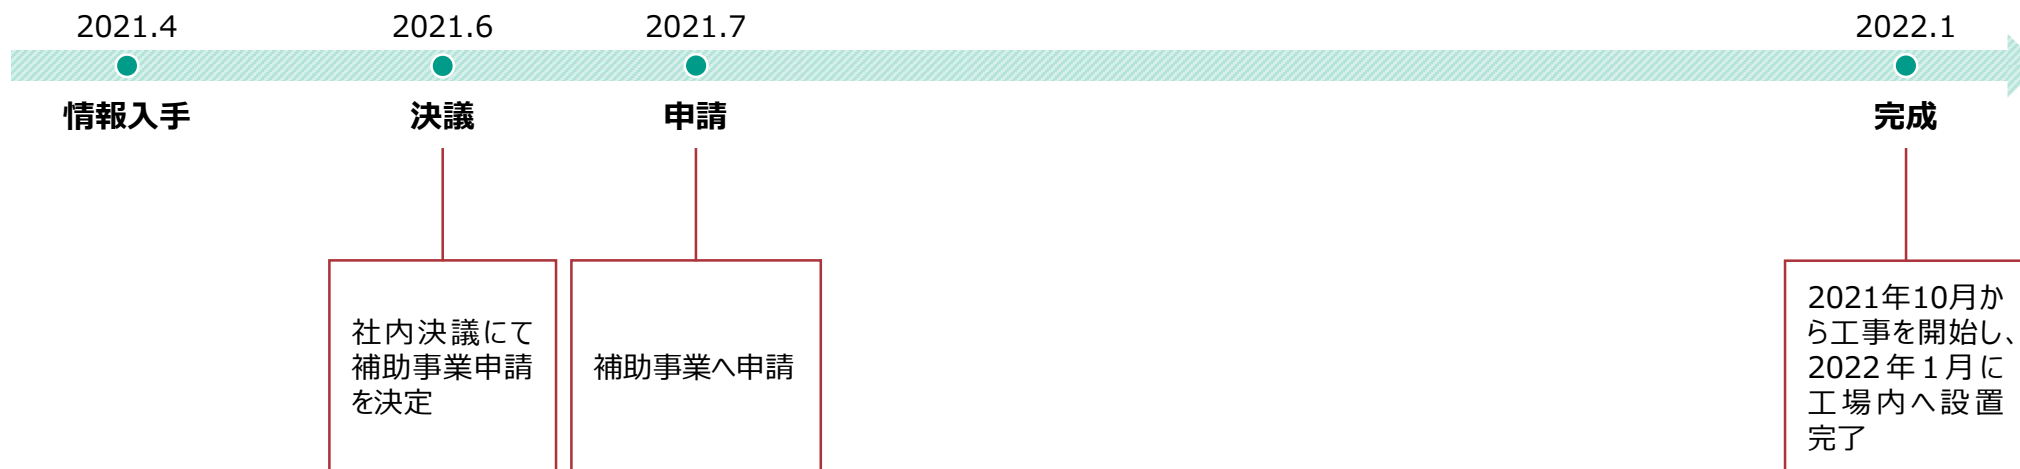 2021.4
2021.6
2021.7
2022.1
情報入手
決議
申請
完成
社内決議にて
補助事業申請
を決定
補助事業へ申請
2021年10月か
ら工事を開始し、
2022年1月に
工場内へ設置
完了